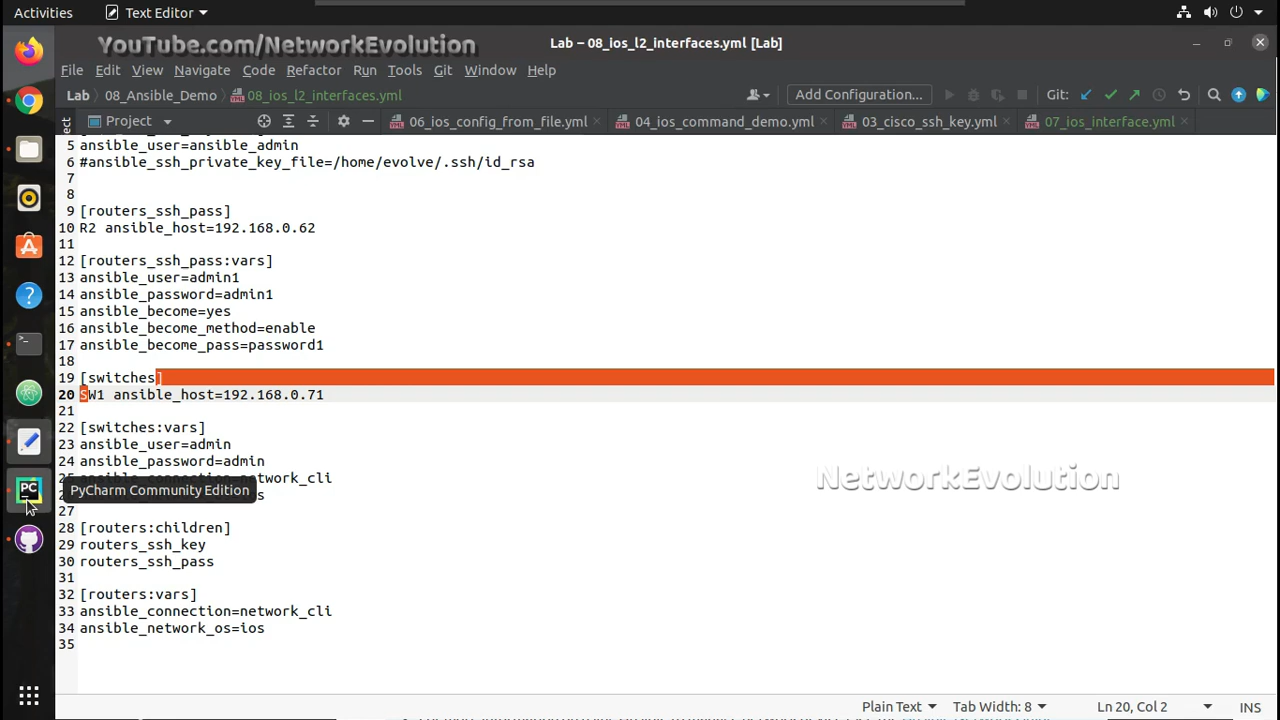 Activities
Text Editor
YouTube.com/NetworkEvolution
Lab – 08_ios_l2_interfaces.yml [Lab]
File Edit View Navigate Code Refactor Run Tools Git Window Help
Lab 08_Ansible_Demo 08_ios_l2_interfaces.yml
Add Configuration...
Git:
Project
06_ios_config_from_file.yml
04_ios_command_demo.yml
03_cisco_ssh_key.yml
07_ios_interface.yml
5 ansible_user=ansible_admin
6 #ansible_ssh_private_key_file=/home/evolve/.ssh/id_rsa
7
8
9 [routers_ssh_pass]
10 R2 ansible_host=192.168.0.62
11
12 [routers_ssh_pass:vars]
13 ansible_user=admin1
14 ansible_password=admin1
15 ansible_become=yes
16 ansible_become_method=enable
17 ansible_become_pass=password1
18
19 [switches]
20 SW1 ansible_host=192.168.0.71
21
22 [switches:vars]
23 ansible_user=admin
24 ansible_password=admin
25 ansible_connection=network_cli
PyCharm Community Edition
27
28 [routers:children]
29 routers_ssh_key
30 routers_ssh_pass
31
32 [routers:vars]
33 ansible_connection=network_cli
34 ansible_network_os=ios
35
NetworkEvolution
Plain Text Tab Width: 8 Ln 20, Col 2 INS